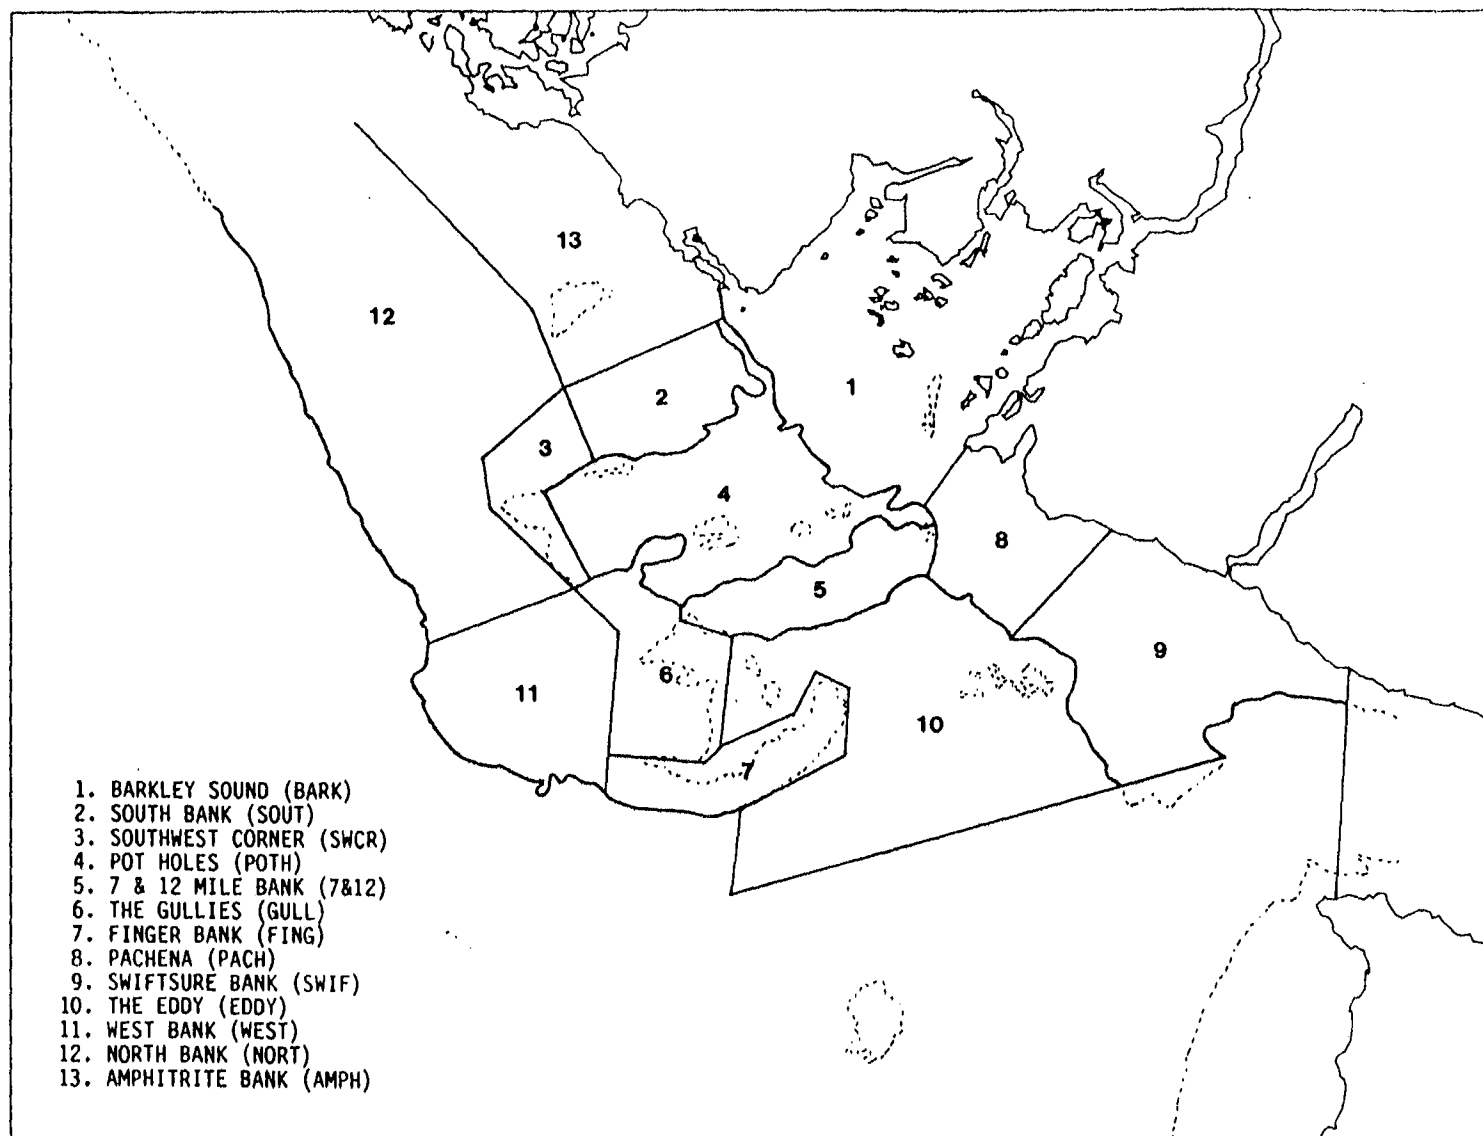 13
12
1
2
3
4
8
5
9
6
11
10
7
1. BARKLEY SOUND (BARK)
2. SOUTH BANK (SOUT)
3. SOUTHWEST CORNER (SWCR)
4. POT HOLES (POTH)
5. 7 & 12 MILE BANK (7&12)
6. THE GULLIES (GULL)
7. FINGER BANK (FING)
8. PACHENA (PACH)
9. SWIFTSURE BANK (SWIF)
10. THE EDDY (EDDY)
11. WEST BANK (WEST)
12. NORTH BANK (NORT)
13. AMPHITRITE BANK (AMPH)